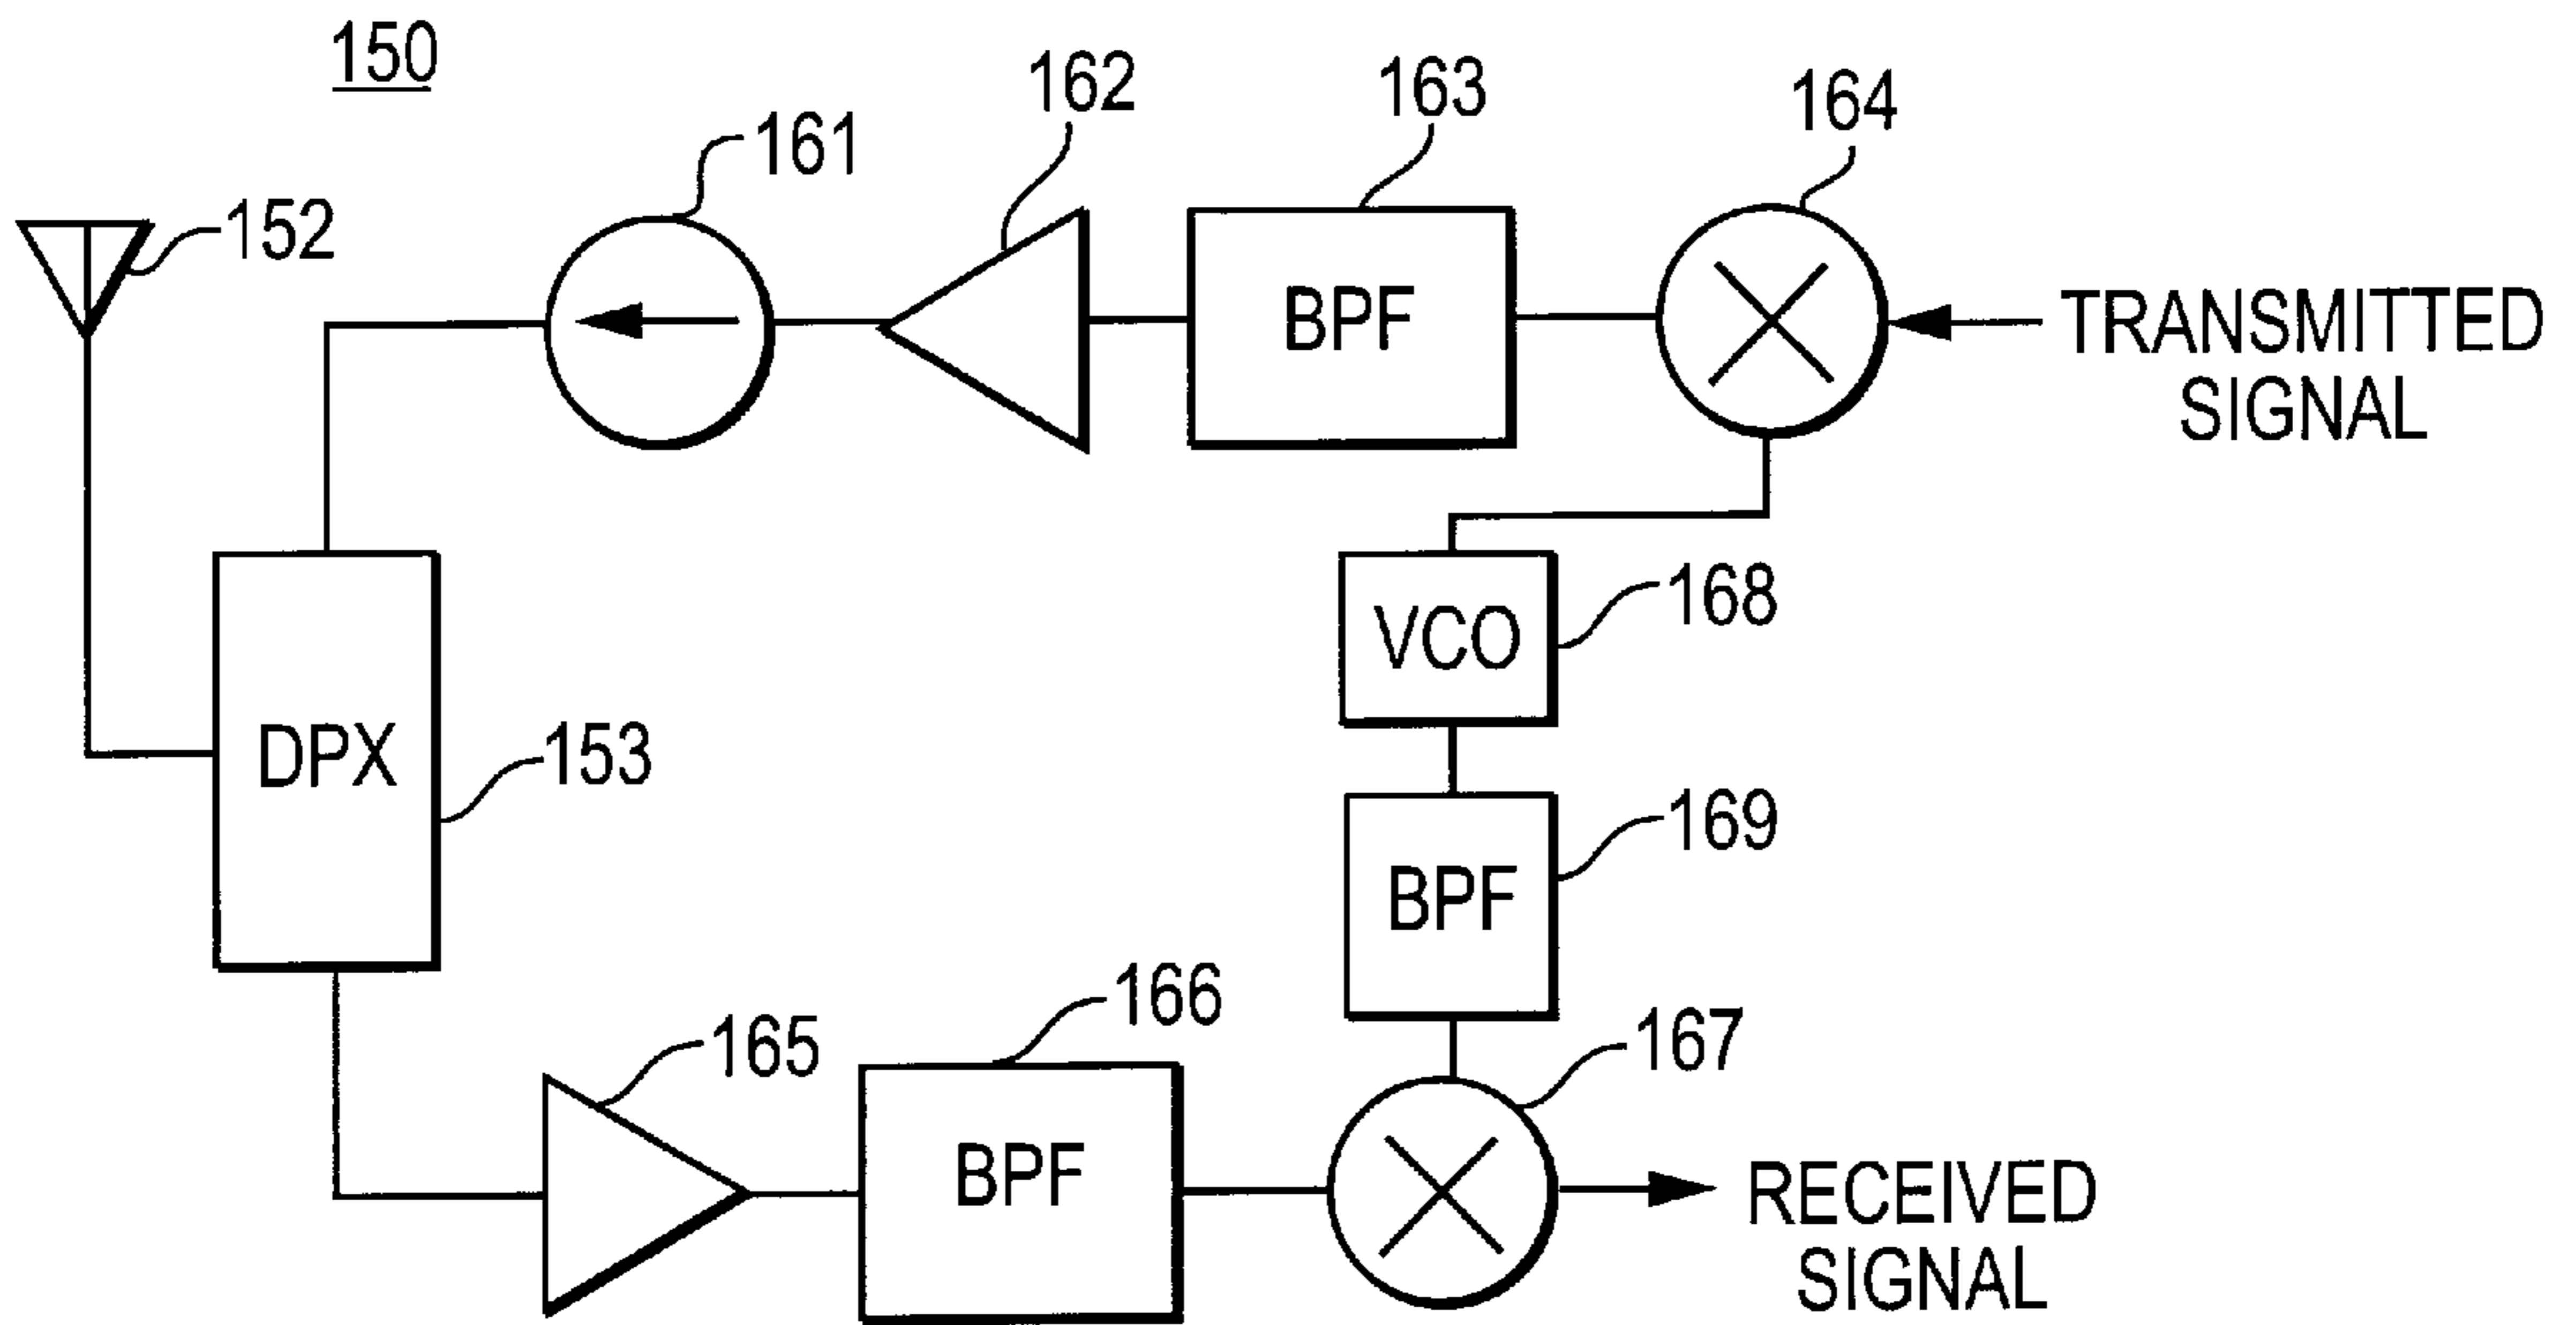 150
161
162
163
164
152
BPF
TRANSMITTED
SIGNAL
VCO
168
DPX
153
BPF
169
165
166
167
BPF
RECEIVED
SIGNAL